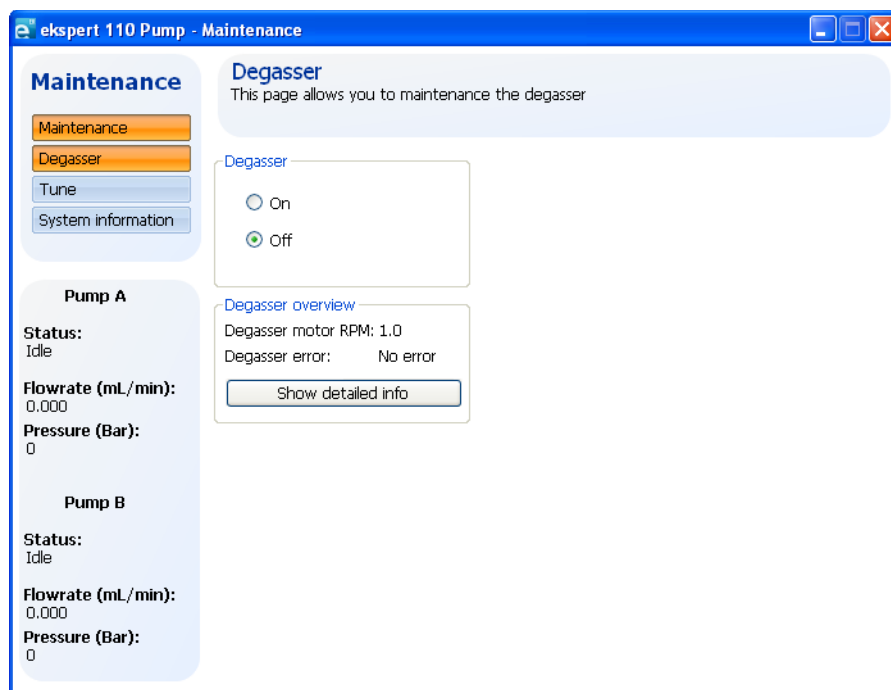 ekspert 110 Pump - Maintenance
Maintenance
Maintenance
Degasser
Tune
System information
Pump A
Status:
Idle
Flowrate (mL/min):
0.000
Pressure (Bar):
0
Pump B
Status:
Idle
Flowrate (mL/min):
0.000
Pressure (Bar):
0
Degasser
This page allows you to maintenance the degasser
Degasser
On
Off
Degasser overview
Degasser motor RPM: 1.0
Degasser error: No error
Show detailed info